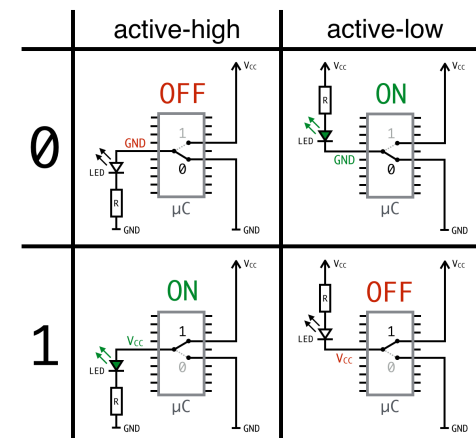 active-high active-low
0
OFF
VCC
1
GND
0
LED
R
µC
GND
GND
VCC
VCC
ON
R
1
LED
GND
0
µC
GND
1
ON
VCC
1
VCC
0
LED
R
µC
GND
GND
VCC
VCC
OFF
R
1
LED
VCC
0
µC
GND